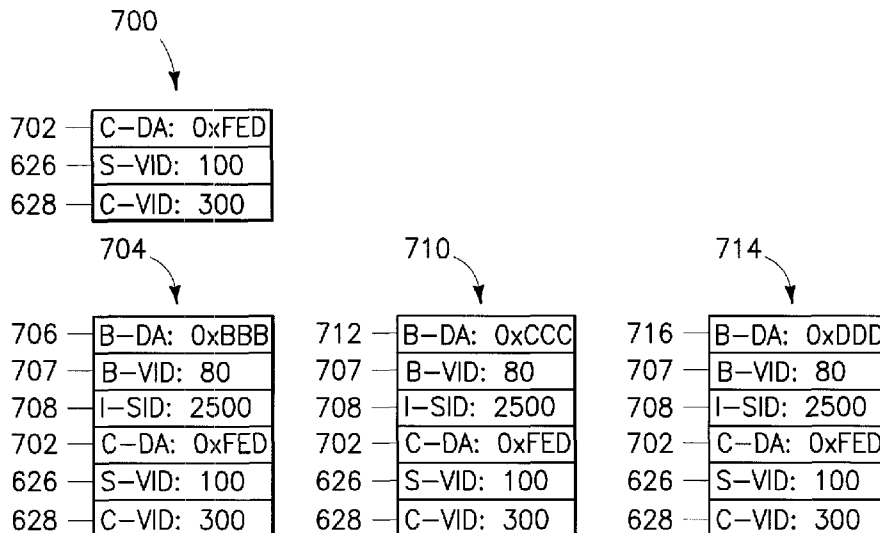 700
702 C-DA: 0xFED
626 S-VID: 100
628 C-VID: 300
704 710 714
706 B-DA: 0xBBB 712 B-DA: 0xCCC 716 B-DA: 0xDDD
707 B-VID: 80 707 B-VID: 80 707 B-VID: 80
708 I-SID: 2500 708 I-SID: 2500 708 I-SID: 2500
702 C-DA: 0xFED 702 C-DA: 0xFED 702 C-DA: 0xFED
626 S-VID: 100 626 S-VID: 100 626 S-VID: 100
628 C-VID: 300 628 C-VID: 300 628 C-VID: 300